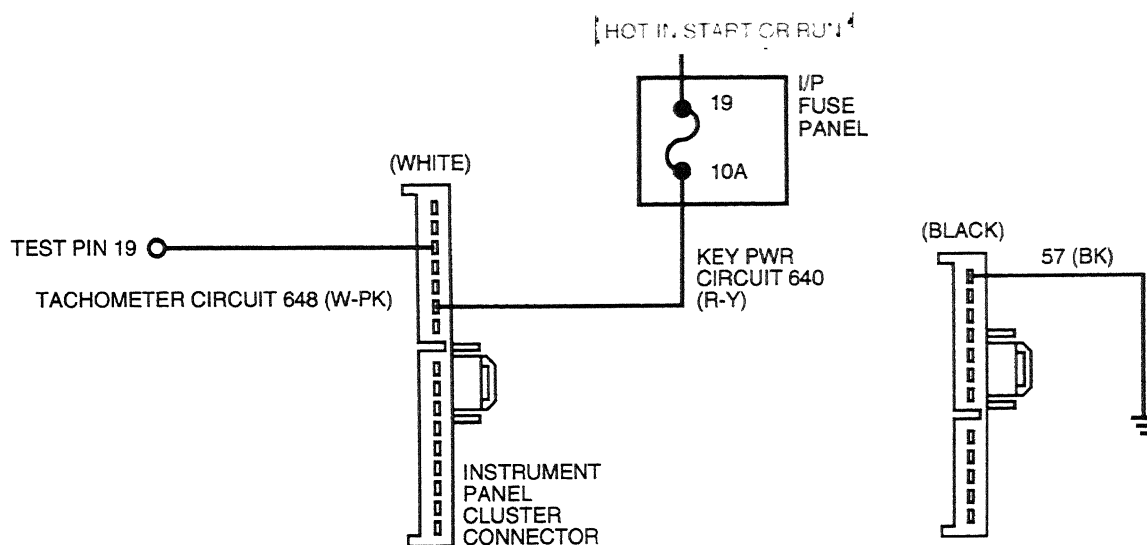 HOT IN START OR RUN
I/P
FUSE
PANEL
19
10A
(WHITE)
TEST PIN 19
TACHOMETER CIRCUIT 648 (W-PK)
KEY PWR
CIRCUIT 640
(R-Y)
(BLACK)
57 (BK)
INSTRUMENT
PANEL
CLUSTER
CONNECTOR